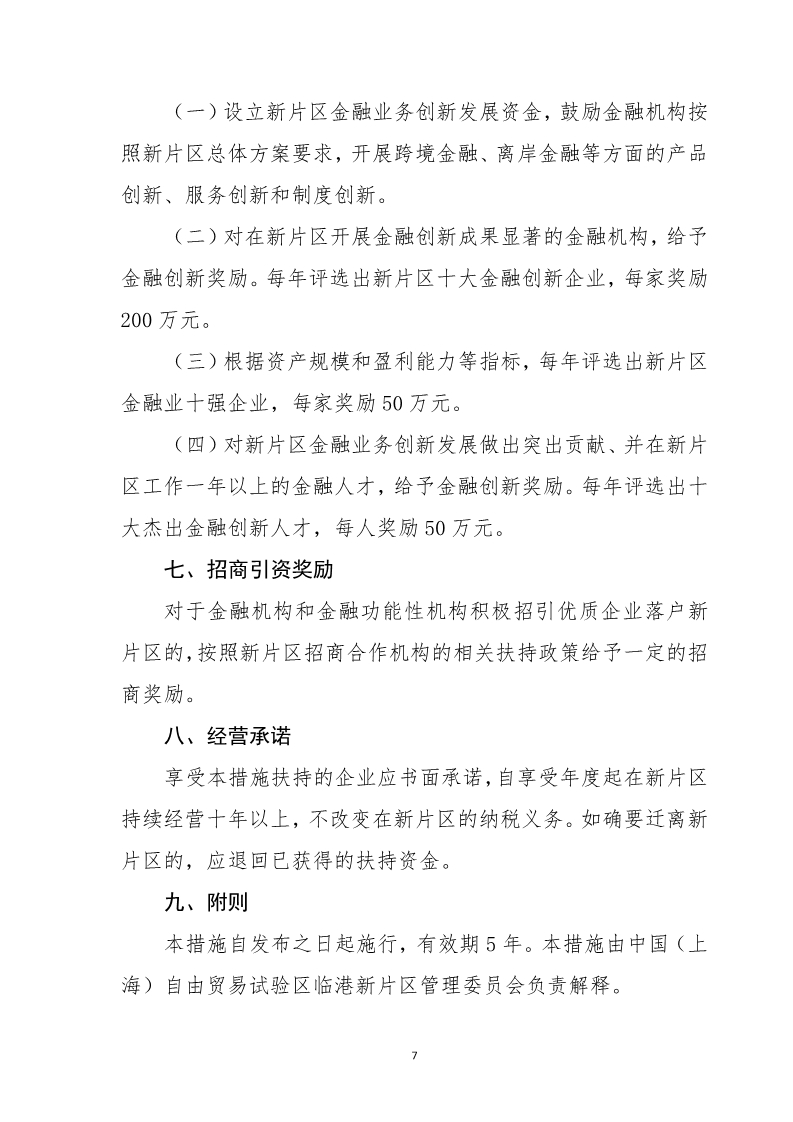 （一）设立新片区金融业务创新发展资金，鼓励金融机构按
照新片区总体方案要求，开展跨境金融、离岸金融等方面的产品
创新、服务创新和制度创新。
（二）对在新片区开展金融创新成果显著的金融机构，给予
金融创新奖励。每年评选出新片区十大金融创新企业，每家奖励
200 万元。
（三）根据资产规模和盈利能力等指标，每年评选出新片区
金融业十强企业，每家奖励 50 万元。
（四）对新片区金融业务创新发展做出突出贡献、并在新片
区工作一年以上的金融人才，给予金融创新奖励。每年评选出十
大杰出金融创新人才，每人奖励 50 万元。
七、招商引资奖励
对于金融机构和金融功能性机构积极招引优质企业落户新
片区的，按照新片区招商合作机构的相关扶持政策给予一定的招
商奖励。
八、经营承诺
享受本措施扶持的企业应书面承诺，自享受年度起在新片区
持续经营十年以上，不改变在新片区的纳税义务。如确要迁离新
片区的，应退回已获得的扶持资金。
九、附则
本措施自发布之日起施行，有效期 5 年。本措施由中国（上
海）自由贸易试验区临港新片区管理委员会负责解释。
7